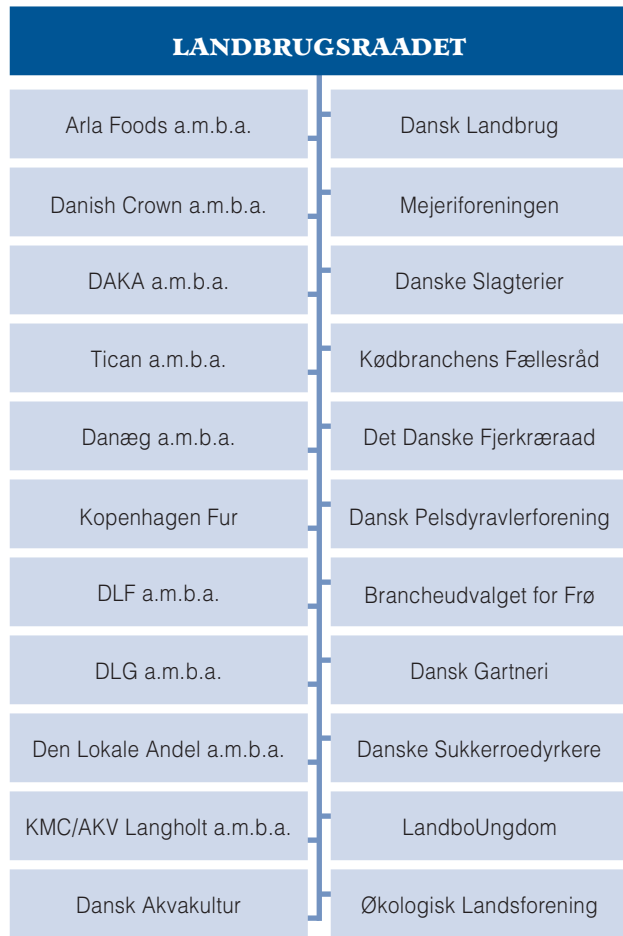 LANDBRUGSRAADET
Arla Foods a.m.b.a.
Dansk Landbrug
Danish Crown a.m.b.a.
Mejeriforeningen
DAKA a.m.b.a.
Danske Slagterier
Tican a.m.b.a.
Kødbranchens Fællesråd
Danæg a.m.b.a.
Det Danske Fjerkræraad
Kopenhagen Fur
Dansk Pelsdyravlerforening
DLF a.m.b.a.
Brancheudvalget for Frø
DLG a.m.b.a.
Dansk Gartneri
Den Lokale Andel a.m.b.a.
Danske Sukkerroedyrkere
KMC/AKV Langholt a.m.b.a.
LandboUngdom
Dansk Akvakultur
Økologisk Landsforening